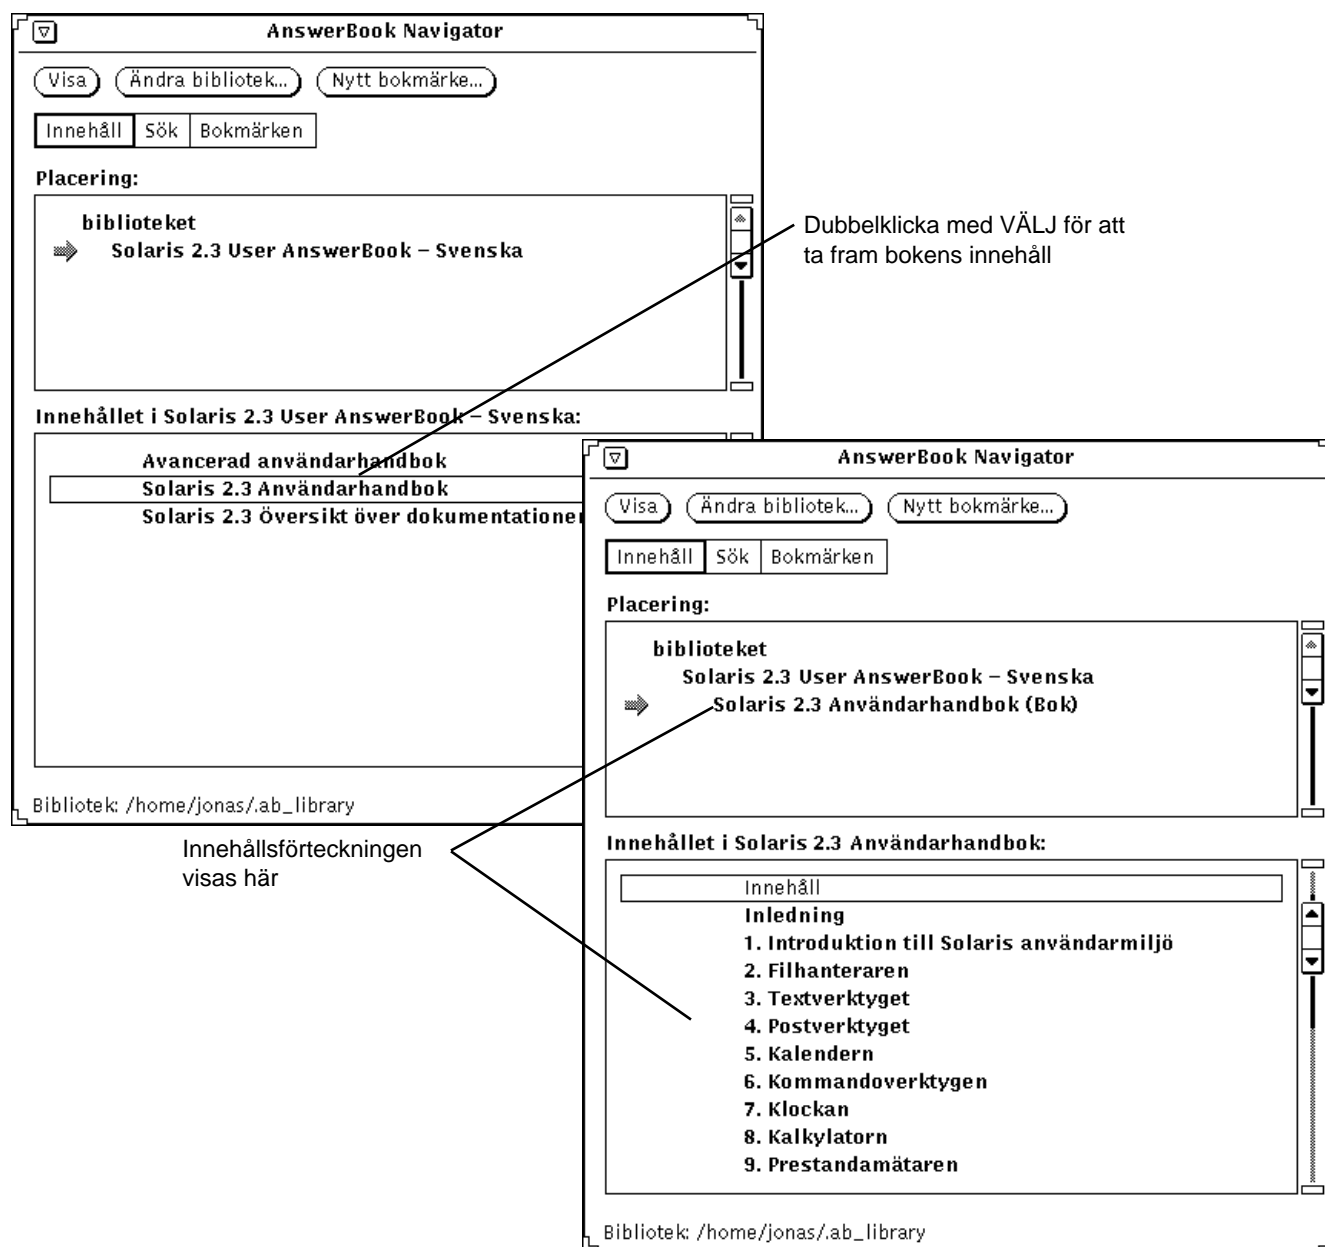 AnswerBook Navigator
Visa Ändra bibliotek... Nytt bokmärke...
Innehåll Sök Bokmärken
Placering:
biblioteket
Solaris 2.3 User AnswerBook – Svenska
Dubbelklicka med VÄLJ för att
ta fram bokens innehåll
Innehållet i Solaris 2.3 User AnswerBook – Svenska:
Avancerad användarhandbok
Solaris 2.3 Användarhandbok
Solaris 2.3 Översikt över dokumentationen
Bibliotek: /home/jonas/.ab_library
Innehållsförteckningen
visas här
AnswerBook Navigator
Visa Ändra bibliotek... Nytt bokmärke...
Innehåll Sök Bokmärken
Placering:
biblioteket
Solaris 2.3 User AnswerBook – Svenska
Solaris 2.3 Användarhandbok (Bok)
Innehållet i Solaris 2.3 Användarhandbok:
Innehåll
Inledning
1. Introduktion till Solaris användarmiljö
2. Filhanteraren
3. Textverktyget
4. Postverktyget
5. Kalendern
6. Kommandoverktygen
7. Klockan
8. Kalkylatorn
9. Prestandamätaren
Bibliotek: /home/jonas/.ab_library